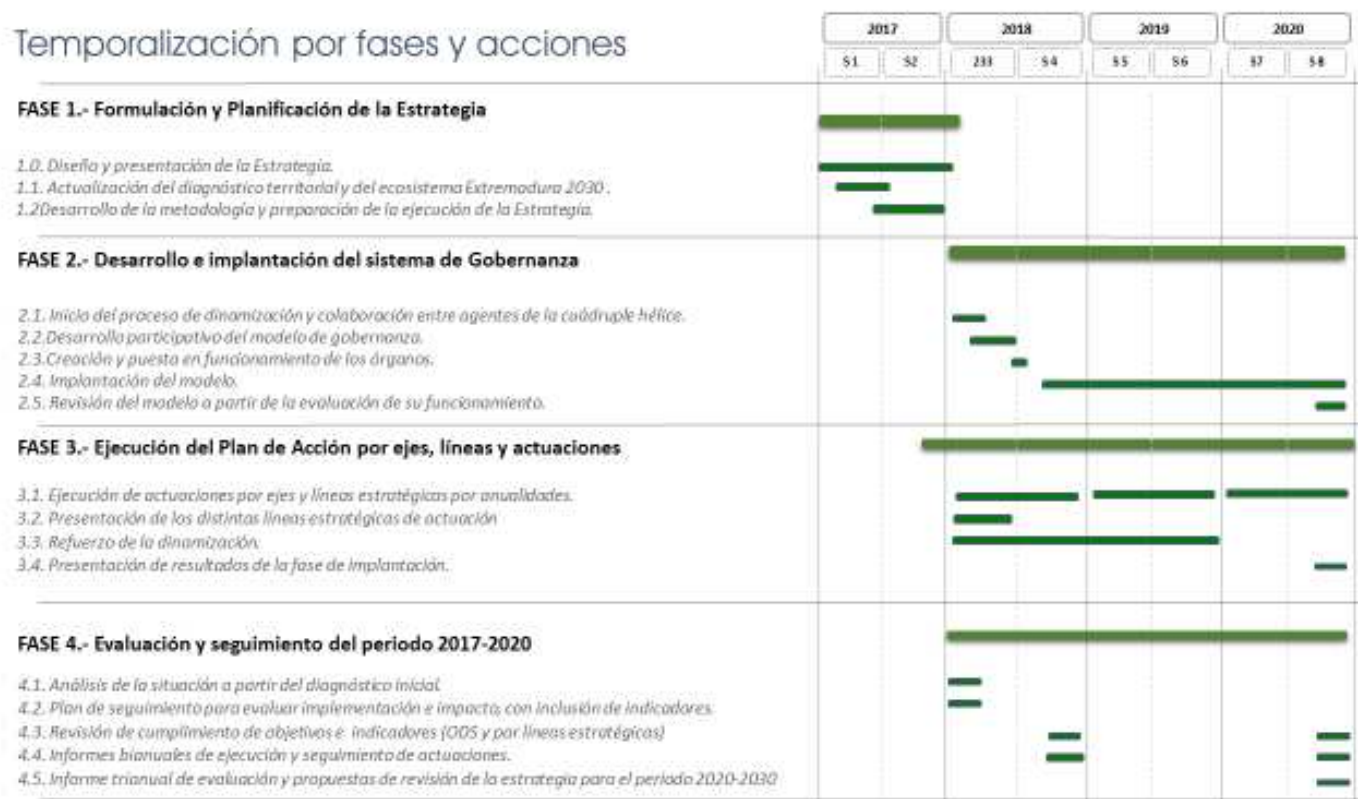 Temporalización por fases y acciones
2017 2018 2019 2020
S1 S2 233 S4 S5 S6 S7 S8
FASE 1.- Formulación y Planificación de la Estrategia
1.0. Diseño y presentación de la Estrategia.
1.1. Actualización del diagnóstico territorial y del ecosistema Extremadura 2030 .
1.2Desarrollo de la metodología y preparación de la ejecución de la Estrategia.
FASE 2.- Desarrollo e implantación del sistema de Gobernanza
2.1. Inicio del proceso de dinamización y colaboración entre agentes de la cuádruple hélice.
2.2.Desarrollo participativo del modelo de gobernanza.
2.3.Creación y puesta en funcionamiento de los órganos.
2.4. Implantación del modelo.
2.5. Revisión del modelo a partir de la evaluación de su funcionamiento.
FASE 3.- Ejecución del Plan de Acción por ejes, líneas y actuaciones
3.1. Ejecución de actuaciones por ejes y líneas estratégicas por anualidades.
3.2. Presentación de los distintas líneas estratégicas de actuación
3.3. Refuerzo de la dinamización.
3.4. Presentación de resultados de la fase de implantación.
FASE 4.- Evaluación y seguimiento del periodo 2017-2020
4.1. Análisis de la situación a partir del diagnóstico inicial.
4.2. Plan de seguimiento para evaluar implementación e impacto, con inclusión de indicadores.
4.3. Revisión de cumplimiento de objetivos e indicadores (ODS y por líneas estratégicas)
4.4. Informes bianuales de ejecución y seguimiento de actuaciones.
4.5. Informe trianual de evaluación y propuestas de revisión de la estrategia para el periodo 2020-2030